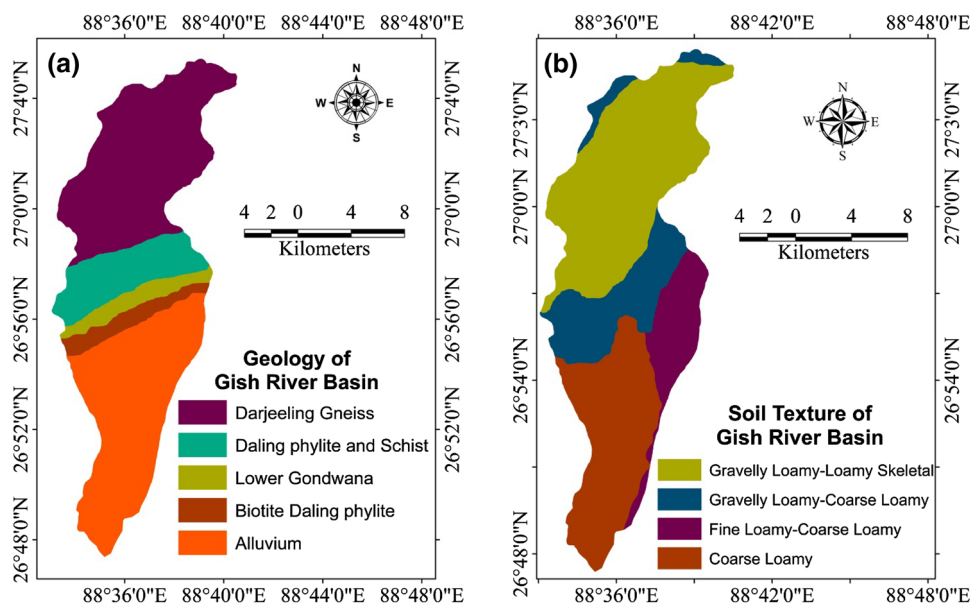 88°36'0"E 88°40'0"E 88°44'0"E 88°48'0"E
(a)
N
W E
S
4 2 0 4 8
Kilometers
27°4'0"N
27°0'0"N
26°56'0"N
26°52'0"N
26°48'0"N
27°4'0"N
27°0'0"N
26°56'0"N
26°52'0"N
26°48'0"N
Geology of
Gish River Basin
Darjeeling Gneiss
Daling phylite and Schist
Lower Gondwana
Biotite Daling phylite
Alluvium
88°36'0"E 88°40'0"E 88°44'0"E 88°48'0"E
88°36'0"E 88°42'0"E 88°48'0"E
(b)
N
W E
S
4 2 0 4 8
Kilometers
27°3'0"N
27°0'0"N
26°54'0"N
26°48'0"N
27°3'0"N
27°0'0"N
26°54'0"N
26°48'0"N
Soil Texture of
Gish River Basin
Gravelly Loamy-Loamy Skeletal
Gravelly Loamy-Coarse Loamy
Fine Loamy-Coarse Loamy
Coarse Loamy
88°36'0"E 88°42'0"E 88°48'0"E